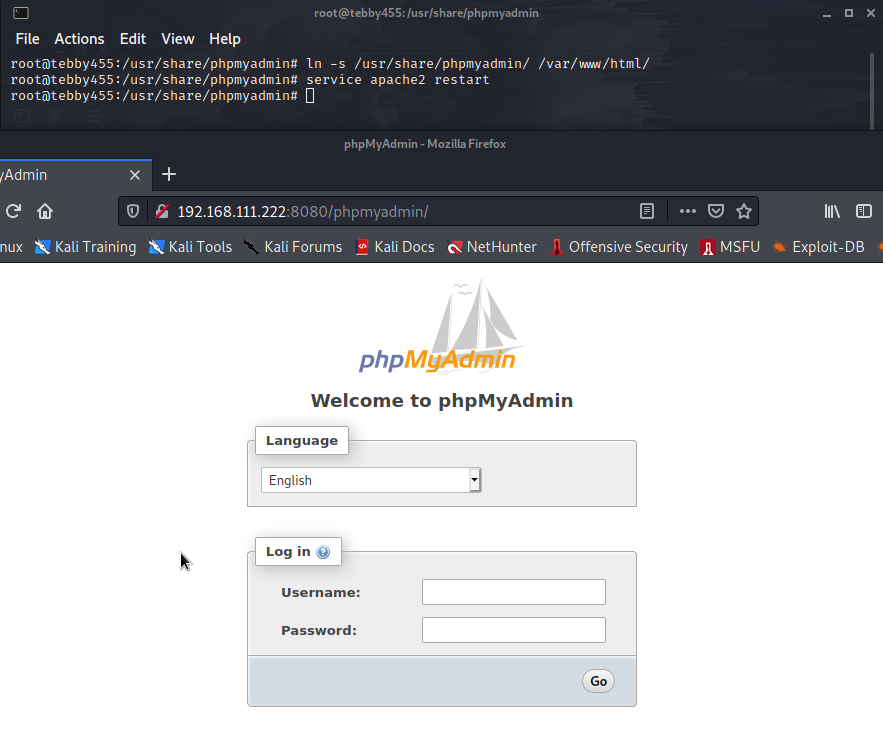 root@tebby455:/usr/share/phpmyadmin
File Actions Edit View Help
root@tebby455:/usr/share/phpmyadmin# ln -s /usr/share/phpmyadmin/ /var/www/html/
root@tebby455:/usr/share/phpmyadmin# service apache2 restart
root@tebby455:/usr/share/phpmyadmin#
phpMyAdmin - Mozilla Firefox
yAdmin
192.168.111.222:8080/phpmyadmin/
nux Kali Training Kali Tools Kali Forums Kali Docs NetHunter Offensive Security MSFU Exploit-DB
phpMyAdmin
Welcome to phpMyAdmin
Language
English
Log in
Username:
Password:
Go